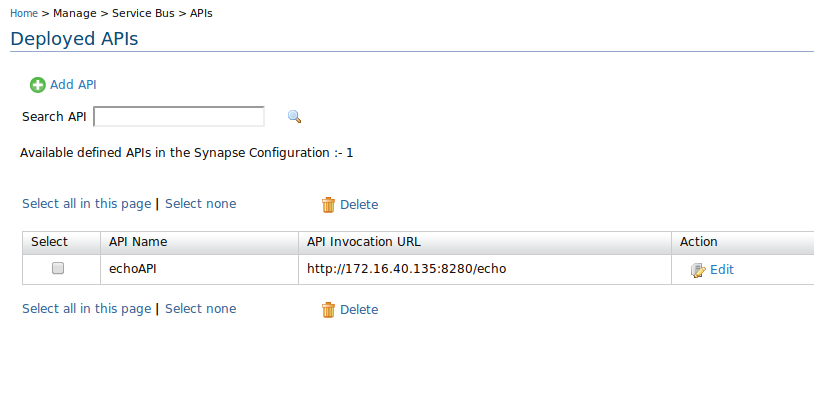 Home > Manage > Service Bus > APIs
Deployed APIs
Add API
Search API
Available defined APIs in the Synapse Configuration :- 1
Select all in this page | Select none Delete
Select API Name API Invocation URL Action
echoAPI http://172.16.40.135:8280/echo Edit
Select all in this page | Select none Delete